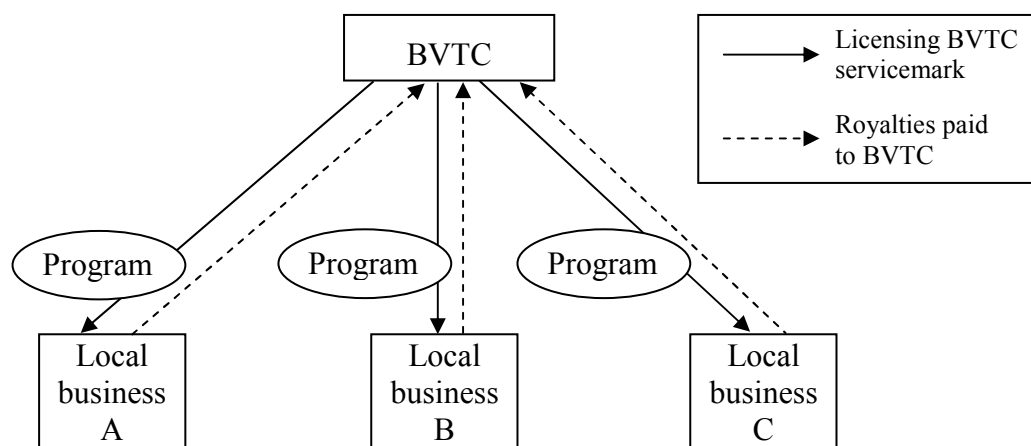 BVTC
Licensing BVTC
servicemark
Royalties paid
to BVTC
Program
Program
Program
Local
business
A
Local
business
B
Local
business
C